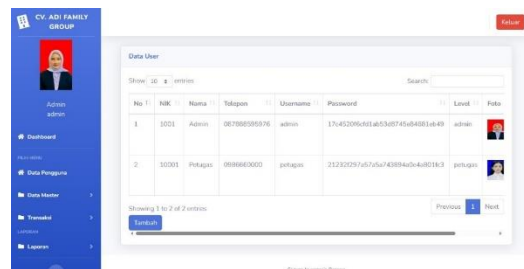 CV. ADI FAMILY
GROUP
Keluar
Admin
admin
Dashboard
Data Pengguna
Data Master
Transaksi
LAPORAN
Laporan
Data User
Show 10 entries
Search:
No NIK Nama Telepon Username Password Level Foto
1 1001 Admin admin admin
2 10001 Petugas petugas petugas
Showing 1 to 2 of 2 entries
Previous 1 Next
Tambah